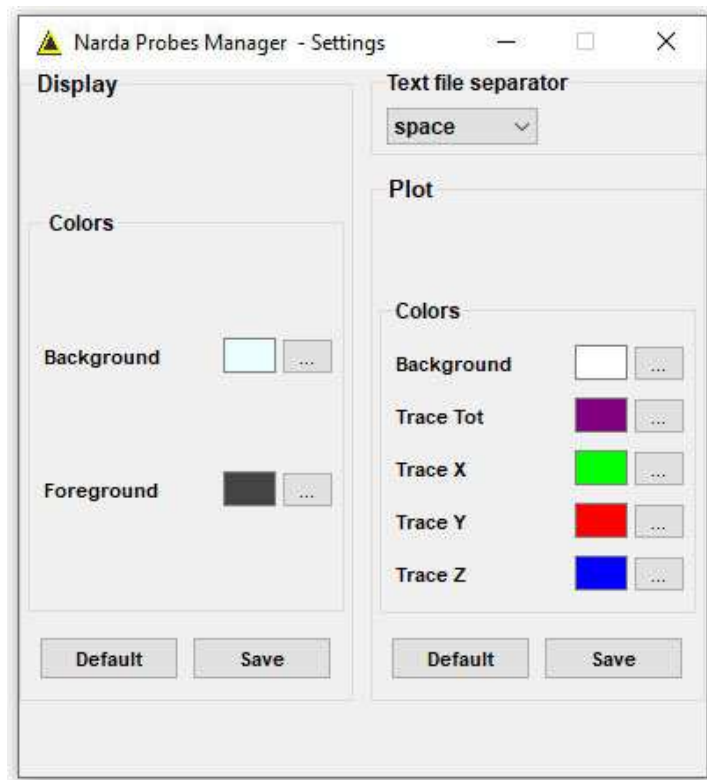 Narda Probes Manager - Settings
Display
Colors
Background ...
Foreground ...
Default Save
Text file separator
space
Plot
Colors
Background ...
Trace Tot ...
Trace X ...
Trace Y ...
Trace Z ...
Default Save